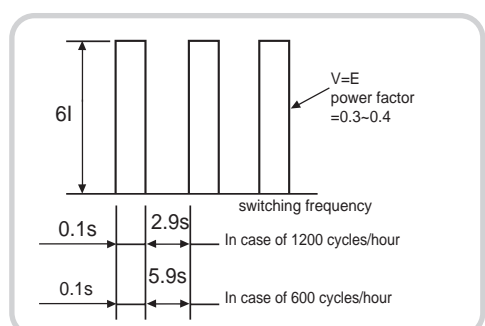 V=E
power factor
=0.3~0.4
6I
switching frequency
0.1s
2.9s
In case of 1200 cycles/hour
0.1s
5.9s
In case of 600 cycles/hour